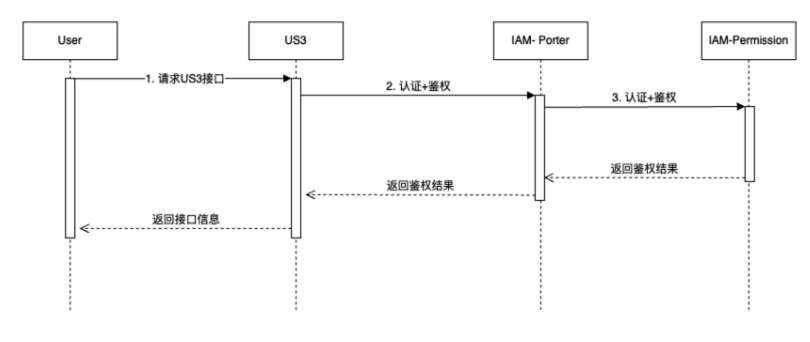 User
US3
IAM- Porter
IAM-Permission
1. 请求US3接口
2. 认证+鉴权
3. 认证+鉴权
返回鉴权结果
返回鉴权结果
返回接口信息